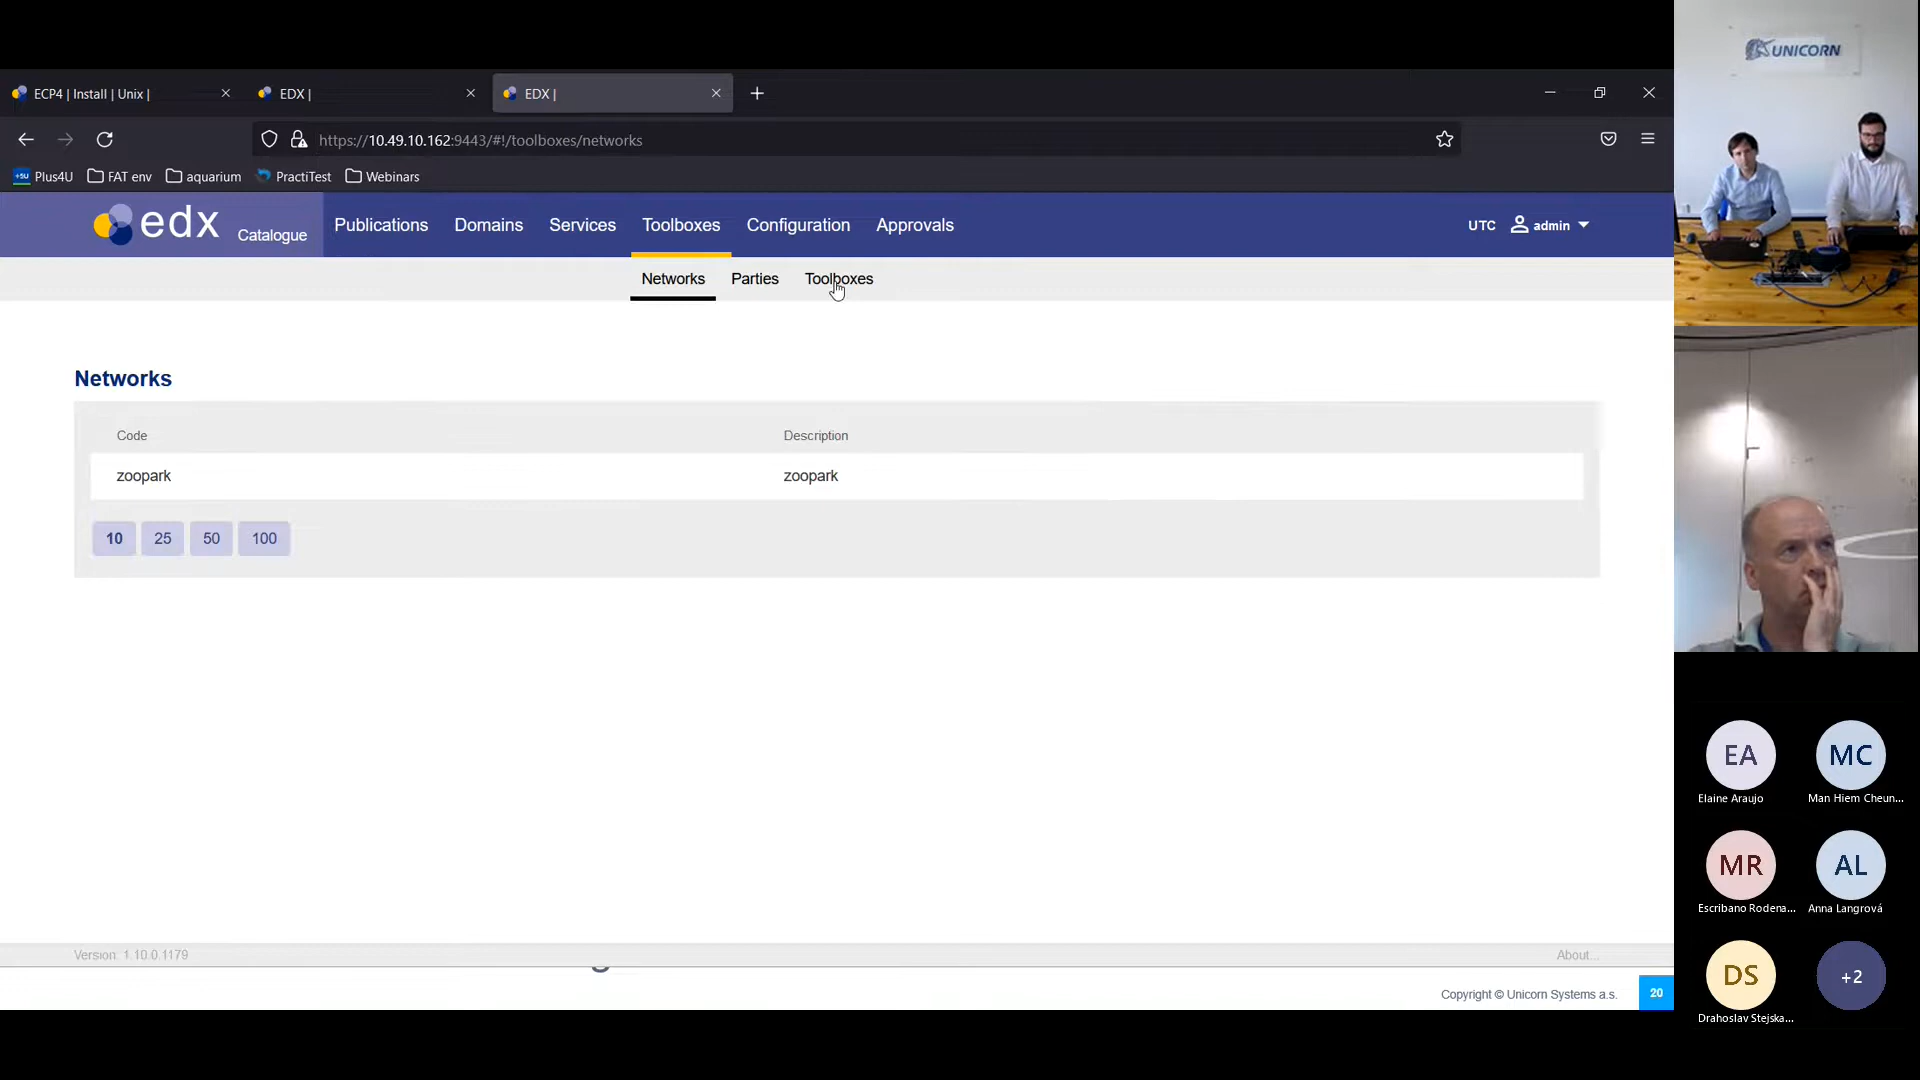 UNICORN
ECP4 | Install | Unix |
EDX |
EDX |
https://10.49.10.162:9443/#!/toolboxes/networks
+5U Plus4U
FAT env
aquarium
PractiTest
Webinars
edx Catalogue
Publications
Domains
Services
Toolboxes
Configuration
Approvals
UTC
admin
Networks
Parties
Toolboxes
Networks
Code Description
zoopark zoopark
10 25 50 100
Version: 1.10.0.1179
About...
Copyright © Unicorn Systems a.s.
20
EA MC
Elaine Araujo Man Hiem Cheun...
MR AL
Escribano Rodena... Anna Langrová
DS +2
Drahoslav Stejska...